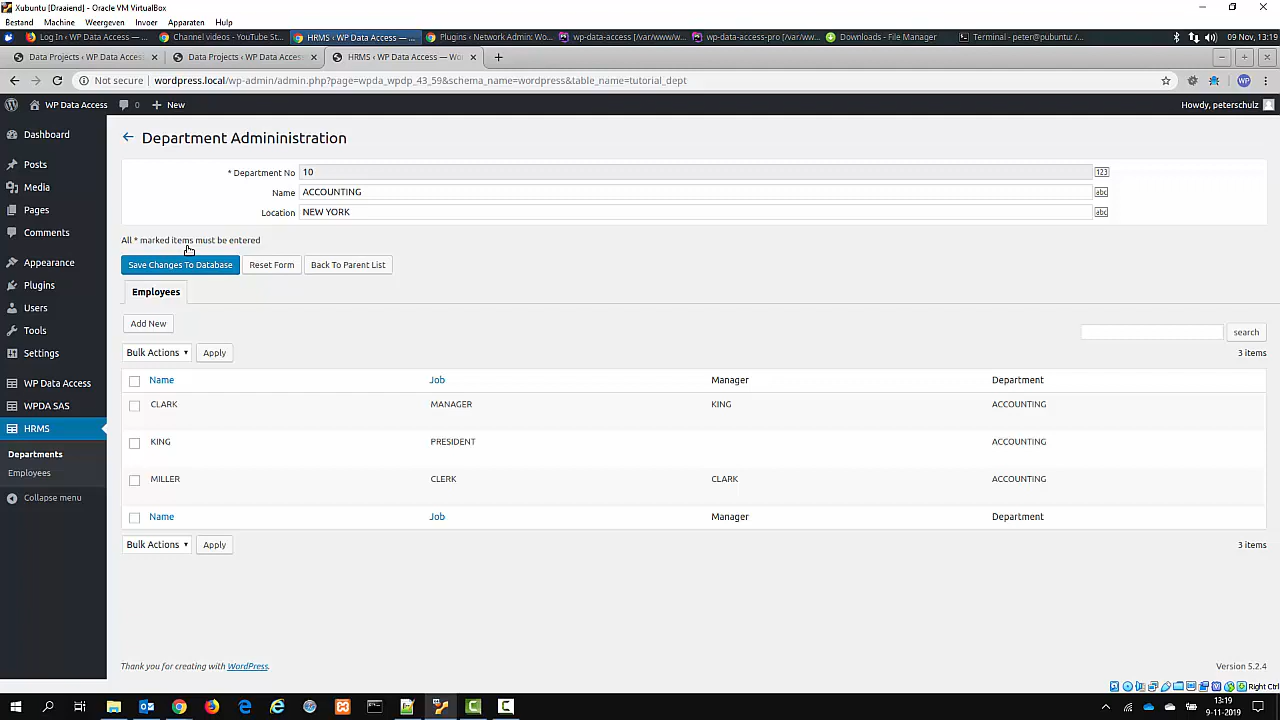 Xubuntu [Draaiend] - Oracle VM VirtualBox
Bestand Machine Weergeven Invoer Apparaten Help
Log In ‹ WP Data Access — ... Channel videos - YouTube St... HRMS ‹ WP Data Access — ... Plugins ‹ Network Admin: Wo... wp-data-access [/var/www/w... wp-data-access-pro [/var/ww... Downloads - File Manager Terminal - peter@pubuntu: /... 09 Nov, 13:19
Data Projects ‹ WP Data Access Data Projects ‹ WP Data Access HRMS ‹ WP Data Access — Wo
Not secure wordpress.local/wp-admin/admin.php?page=wpda_wpdp_43_59&schema_name=wordpress&table_name=tutorial_dept WP
WP Data Access 0 New Howdy, peterschulz
Dashboard
Posts
Media
Pages
Comments
Appearance
Plugins
Users
Tools
Settings
WP Data Access
WPDA SAS
HRMS
Departments
Employees
Collapse menu
Department Admininistration
* Department No 10 123
Name ACCOUNTING abc
Location NEW YORK abc
All * marked items must be entered
Save Changes To Database Reset Form Back To Parent List
Employees
Add New
search
Bulk Actions Apply 3 items
Name Job Manager Department
CLARK MANAGER KING ACCOUNTING
KING PRESIDENT ACCOUNTING
MILLER CLERK CLARK ACCOUNTING
Name Job Manager Department
Bulk Actions Apply 3 items
Thank you for creating with WordPress. Version 5.2.4
Right Ctrl
13:19
9-11-2019